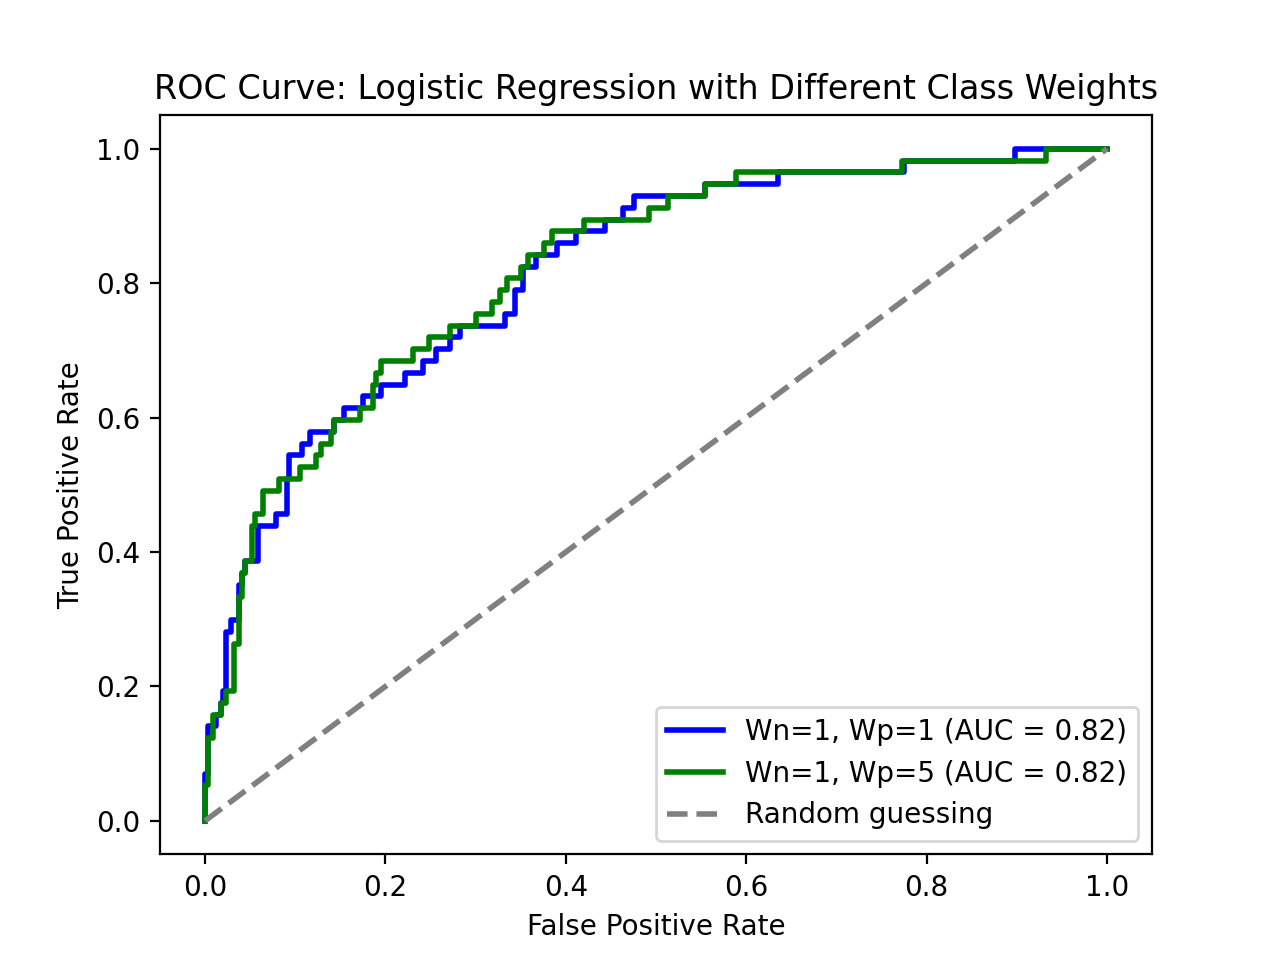 ROC Curve: Logistic Regression with Different Class Weights
True Positive Rate
1.0
0.8
0.6
0.4
0.2
0.0
Wn=1, Wp=1 (AUC = 0.82)
Wn=1, Wp=5 (AUC = 0.82)
Random guessing
0.0 0.2 0.4 0.6 0.8 1.0
False Positive Rate